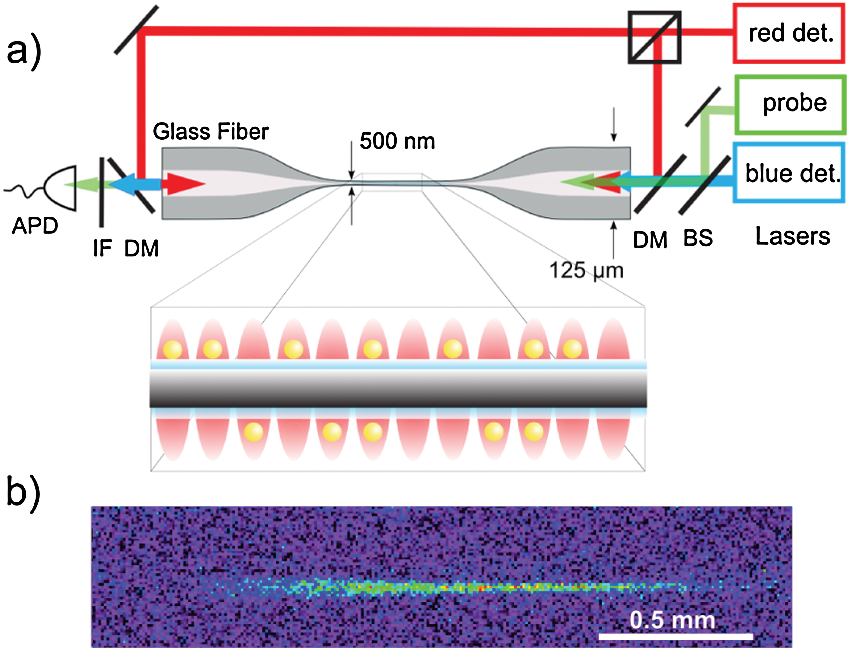 a)
red det.
probe
Glass Fiber
500 nm
blue det.
APD
IF DM
DM BS
Lasers
125 µm
b)
0.5 mm